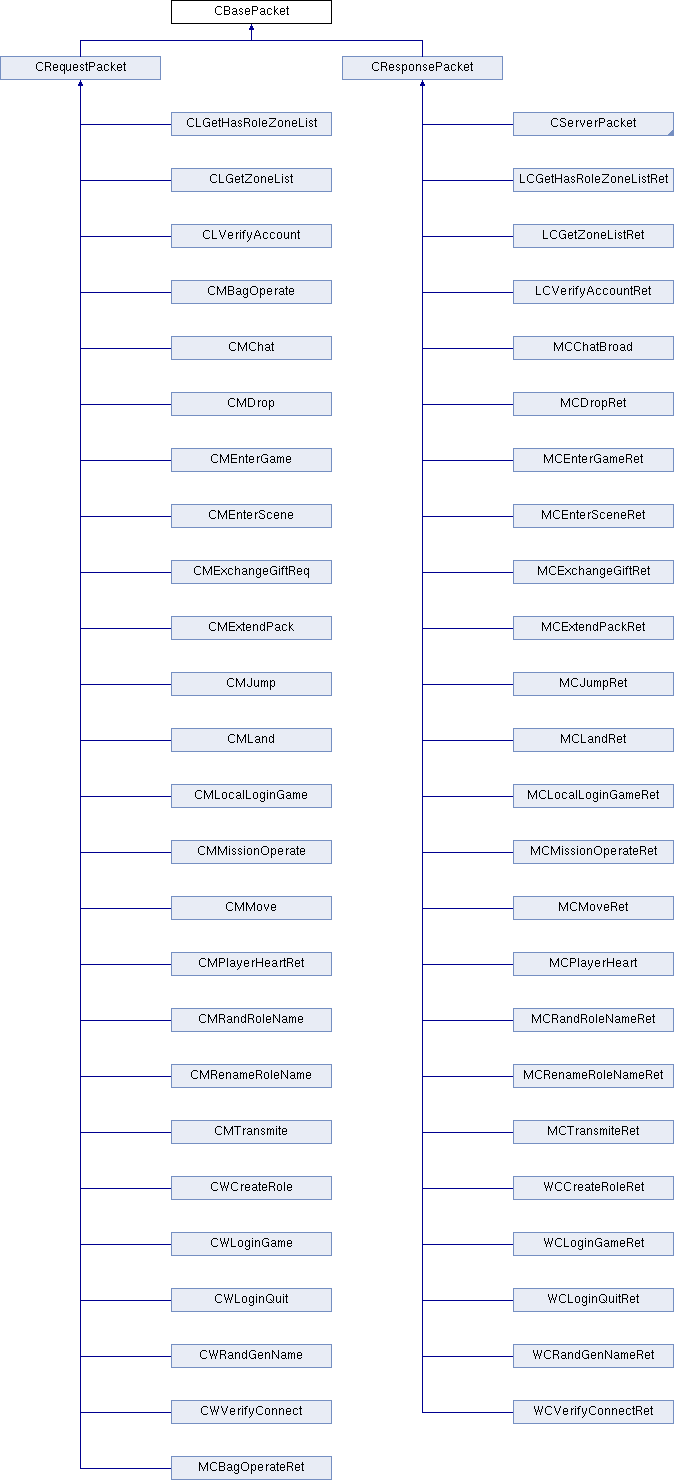 CBasePacket
CRequestPacket
CResponsePacket
CLGetHasRoleZoneList
CServerPacket
CLGetZoneList
LCGetHasRoleZoneListRet
CLVerifyAccount
LCGetZoneListRet
CMBagOperate
LCVerifyAccountRet
CMChat
MCChatBroad
CMDrop
MCDropRet
CMEnterGame
MCEnterGameRet
CMEnterScene
MCEnterSceneRet
CMExchangeGiftReq
MCExchangeGiftRet
CMExtendPack
MCExtendPackRet
CMJump
MCJumpRet
CMLand
MCLandRet
CMLocalLoginGame
MCLocalLoginGameRet
CMMissionOperate
MCMissionOperateRet
CMMove
MCMoveRet
CMPlayerHeartRet
MCPlayerHeart
CMRandRoleName
MCRandRoleNameRet
CMRenameRoleName
MCRenameRoleNameRet
CMTransmite
MCTransmiteRet
CWCreateRole
WCCreateRoleRet
CWLoginGame
WCLoginGameRet
CWLoginQuit
WCLoginQuitRet
CWRandGenName
WCRandGenNameRet
CWVerifyConnect
WCVerifyConnectRet
MCBagOperateRet